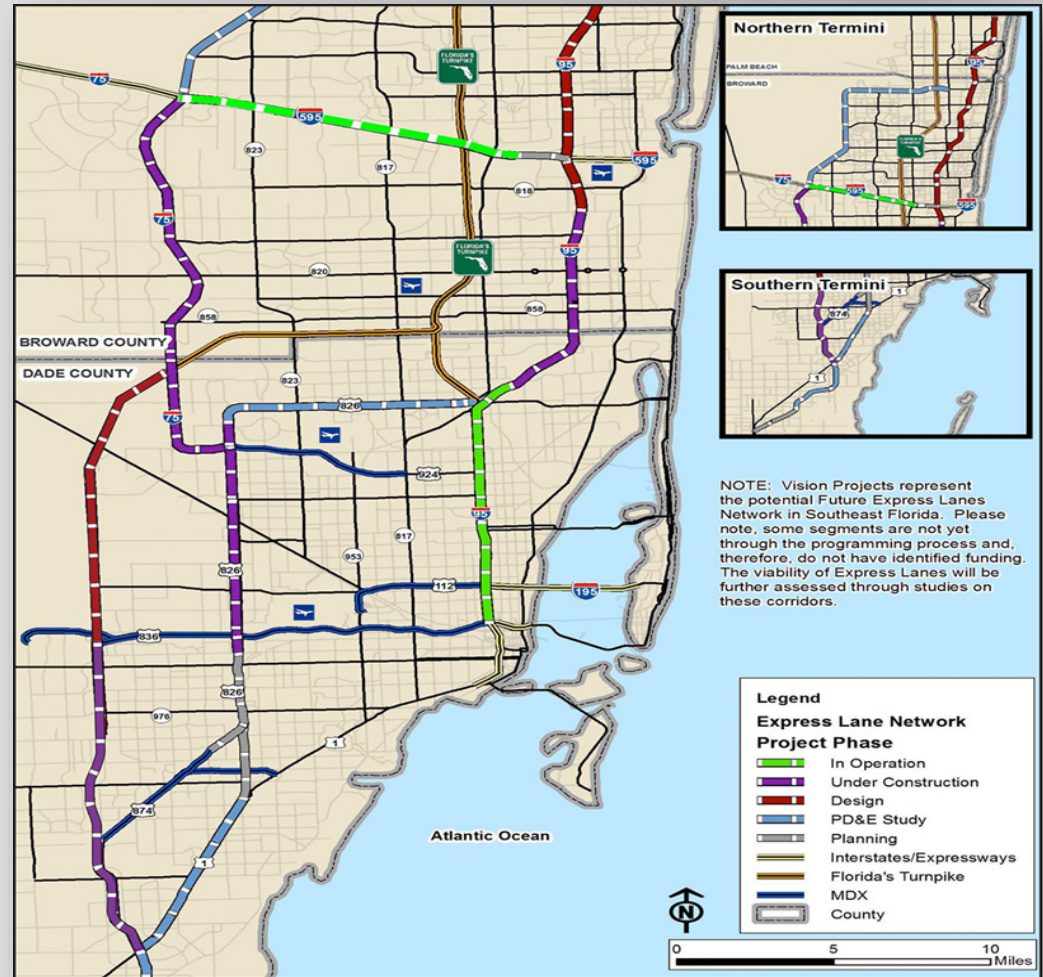 75
FLORIDA'S
TURNPIKE
95
595
823
817
595
818
75
FLORIDA'S
TURNPIKE
95
820
858
858
BROWARD COUNTY
DADE COUNTY
823
75
826
924
95
817
953
826
112
195
836
826
976
1
874
1
Atlantic Ocean
Northern Termini
PALM BEACH
BROWARD
95
75
595
595
Southern Termini
1
874
1
NOTE: Vision Projects represent
the potential Future Express Lanes
Network in Southeast Florida. Please
note, some segments are not yet
through the programming process and,
therefore, do not have identified funding.
The viability of Express Lanes will be
further assessed through studies on
these corridors.
Legend
Express Lane Network
Project Phase
In Operation
Under Construction
Design
PD&E Study
Planning
Interstates/Expressways
Florida's Turnpike
MDX
County
N
0 5 10
Miles